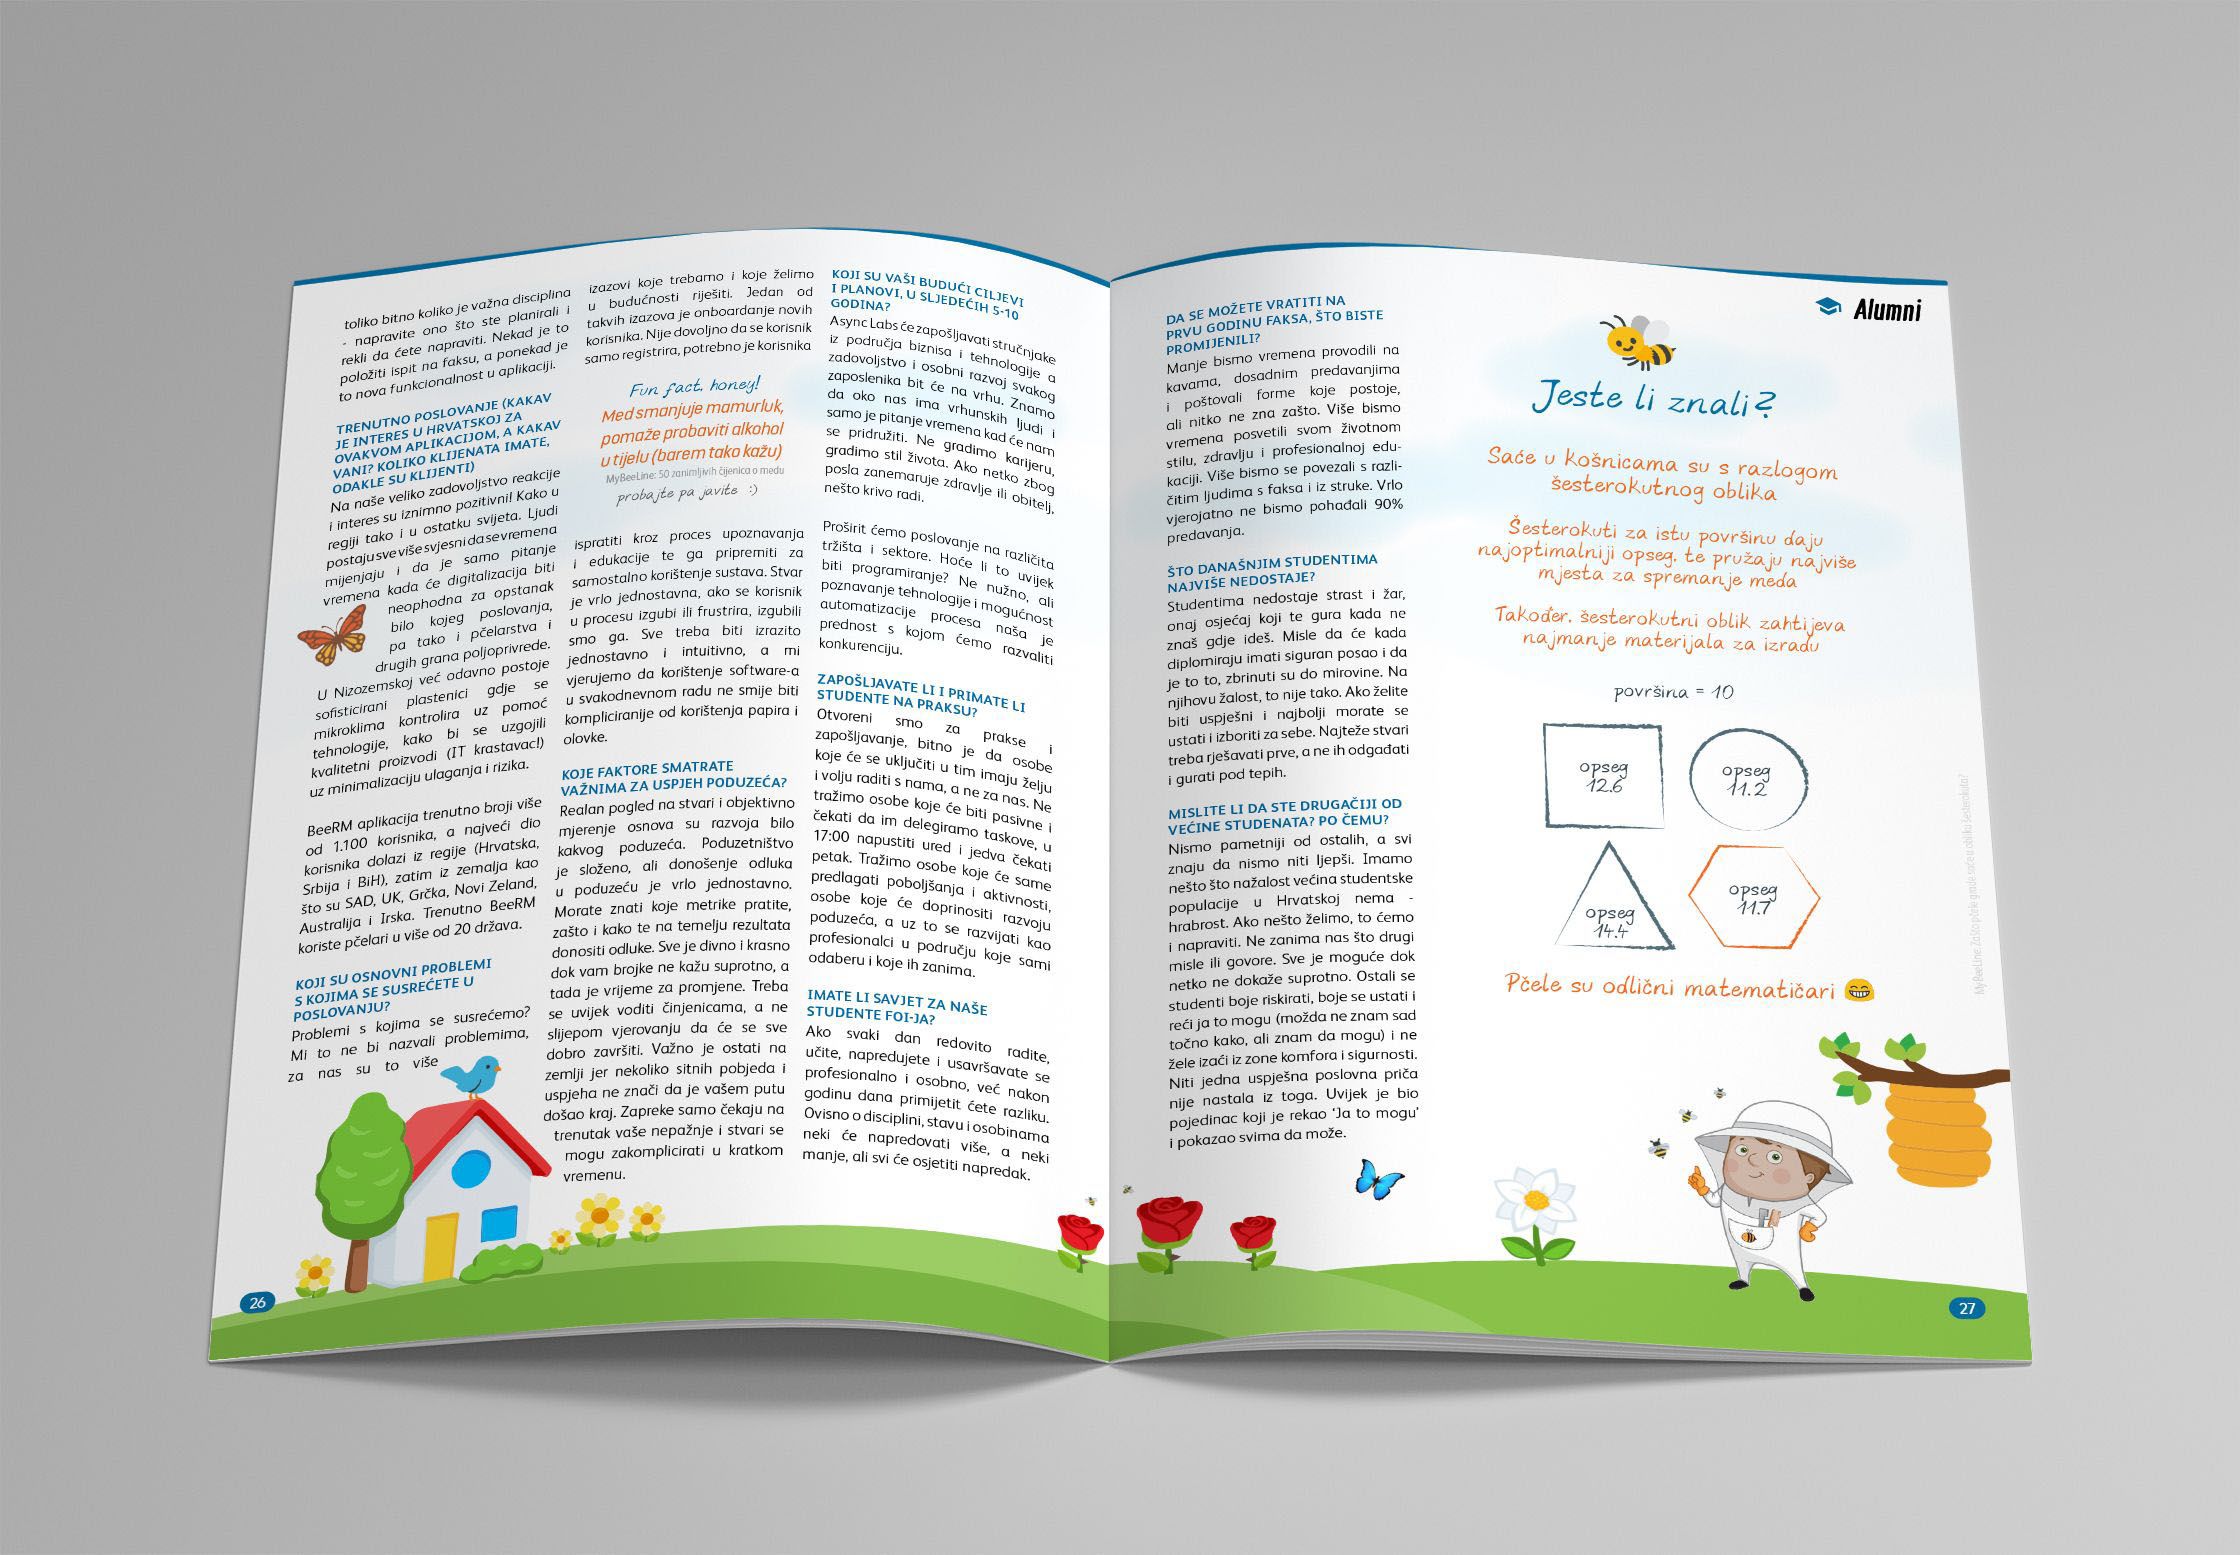 toliko bitno koliko je važna disciplina
- napravite ono što ste planirali i
rekli da ćete napraviti. Nekad je to
položiti ispit na faksu, a ponekad je
to nova funkcionalnost u aplikaciji.
TRENUTNO POSLOVANJE (KAKAV
JE INTERES U HRVATSKOJ ZA
OVAKVOM APLIKACIJOM, A KAKAV
VANI? KOLIKO KLIJENATA IMATE,
ODAKLE SU KLIJENTI)
Na naše veliko zadovoljstvo reakcije
i interes su iznimno pozitivni! Kako u
regiji tako i u ostatku svijeta. Ljudi
postaju sve više svjesni da se vremena
mijenjaju i da je samo pitanje
vremena kada će digitalizacija biti
neophodna za opstanak
bilo kojeg poslovanja,
pa tako i pčelarstva i
drugih grana poljoprivrede.
U Nizozemskoj već odavno postoje
sofisticirani plastenici gdje se
mikroklima kontrolira uz pomoć
tehnologije, kako bi se uzgojili
kvalitetni proizvodi (IT krastavac!)
uz minimalizaciju ulaganja i rizika.
BeeRM aplikacija trenutno broji više
od 1.100 korisnika, a najveći dio
korisnika dolazi iz regije (Hrvatska,
Srbija i BiH), zatim iz zemalja kao
što su SAD, UK, Grčka, Novi Zeland,
Australija i Irska. Trenutno BeeRM
koriste pčelari u više od 20 država.
KOJI SU OSNOVNI PROBLEMI
S KOJIMA SE SUSREĆETE U
POSLOVANJU?
Problemi s kojima se susrećemo?
Mi to ne bi nazvali problemima,
za nas su to više
izazovi koje trebamo i koje želimo
u budućnosti riješiti. Jedan od
takvih izazova je onboardanje novih
korisnika. Nije dovoljno da se korisnik
samo registrira, potrebno je korisnika
Fun fact, honey!
Med smanjuje mamurluk,
pomaže probaviti alkohol
u tijelu (barem tako kažu)
MyBeeLine: 50 zanimljivih čijenica o medu
probajte pa javite :)
ispratiti kroz proces upoznavanja
i edukacije te ga pripremiti za
samostalno korištenje sustava. Stvar
je vrlo jednostavna, ako se korisnik
u procesu izgubi ili frustrira, izgubili
smo ga. Sve treba biti izrazito
jednostavno i intuitivno, a mi
vjerujemo da korištenje software-a
u svakodnevnom radu ne smije biti
kompliciranije od korištenja papira i
olovke.
KOJE FAKTORE SMATRATE
VAŽNIMA ZA USPJEH PODUZEĆA?
Realan pogled na stvari i objektivno
mjerenje osnova su razvoja bilo
kakvog poduzeća. Poduzetništvo
je složeno, ali donošenje odluka
u poduzeću je vrlo jednostavno.
Morate znati koje metrike pratite,
zašto i kako te na temelju rezultata
donositi odluke. Sve je divno i krasno
dok vam brojke ne kažu suprotno, a
tada je vrijeme za promjene. Treba
se uvijek voditi činjenicama, a ne
slijepom vjerovanju da će se sve
dobro završiti. Važno je ostati na
zemlji jer nekoliko sitnih pobjeda i
uspjeha ne znači da je vašem putu
došao kraj. Zapreke samo čekaju na
trenutak vaše nepažnje i stvari se
mogu zakomplicirati u kratkom
vremenu.
KOJI SU VAŠI BUDUĆI CILJEVI
I PLANOVI, U SLJEDEĆIH 5-10
GODINA?
Async Labs će zapošljavati stručnjake
iz područja biznisa i tehnologije a
zadovoljstvo i osobni razvoj svakog
zaposlenika bit će na vrhu. Znamo
da oko nas ima vrhunskih ljudi i
samo je pitanje vremena kad će nam
se pridružiti. Ne gradimo karijeru,
gradimo stil života. Ako netko zbog
posla zanemaruje zdravlje ili obitelj,
nešto krivo radi.
Proširit ćemo poslovanje na različita
tržišta i sektore. Hoće li to uvijek
biti programiranje? Ne nužno, ali
poznavanje tehnologije i mogućnost
automatizacije procesa naša je
prednost s kojom ćemo razvaliti
konkurenciju.
ZAPOŠLJAVATE LI I PRIMATE LI
STUDENTE NA PRAKSU?
Otvoreni smo za prakse i
zapošljavanje, bitno je da osobe
koje će se uključiti u tim imaju želju
i volju raditi s nama, a ne za nas. Ne
tražimo osobe koje će biti pasivne i
čekati da im delegiramo taskove, u
17:00 napustiti ured i jedva čekati
petak. Tražimo osobe koje će same
predlagati poboljšanja i aktivnosti,
osobe koje će doprinositi razvoju
poduzeća, a uz to se razvijati kao
profesionalci u području koje sami
odaberu i koje ih zanima.
IMATE LI SAVJET ZA NAŠE
STUDENTE FOI-JA?
Ako svaki dan redovito radite,
učite, napredujete i usavršavate se
profesionalno i osobno, već nakon
godinu dana primijetit ćete razliku.
Ovisno o disciplini, stavu i osobinama
neki će napredovati više, a neki
manje, ali svi će osjetiti napredak.
26
DA SE MOŽETE VRATITI NA
PRVU GODINU FAKSA, ŠTO BISTE
PROMIJENILI?
Manje bismo vremena provodili na
kavama, dosadnim predavanjima
i poštovali forme koje postoje,
ali nitko ne zna zašto. Više bismo
vremena posvetili svom životnom
stilu, zdravlju i profesionalnoj edu-
kaciji. Više bismo se povezali s razli-
čitim ljudima s faksa i iz struke. Vrlo
vjerojatno ne bismo pohađali 90%
predavanja.
ŠTO DANAŠNJIM STUDENTIMA
NAJVIŠE NEDOSTAJE?
Studentima nedostaje strast i žar,
onaj osjećaj koji te gura kada ne
znaš gdje ideš. Misle da će kada
diplomiraju imati siguran posao i da
je to to, zbrinuti su do mirovine. Na
njihovu žalost, to nije tako. Ako želite
biti uspješni i najbolji morate se
ustati i izboriti za sebe. Najteže stvari
treba rješavati prve, a ne ih odgađati
i gurati pod tepih.
MISLITE LI DA STE DRUGAČIJI OD
VEĆINE STUDENATA? PO ČEMU?
Nismo pametniji od ostalih, a svi
znaju da nismo niti ljepši. Imamo
nešto što nažalost većina studentske
populacije u Hrvatskoj nema -
hrabrost. Ako nešto želimo, to ćemo
i napraviti. Ne zanima nas što drugi
misle ili govore. Sve je moguće dok
netko ne dokaže suprotno. Ostali se
studenti boje riskirati, boje se ustati i
reći ja to mogu (možda ne znam sad
točno kako, ali znam da mogu) i ne
žele izaći iz zone komfora i sigurnosti.
Niti jedna uspješna poslovna priča
nije nastala iz toga. Uvijek je bio
pojedinac koji je rekao 'Ja to mogu'
i pokazao svima da može.
Alumni
Jeste li znali?
Saće u košnicama su s razlogom
šesterokutnog oblika
Šesterokuti za istu površinu daju
najoptimalniji opseg. te pružaju najviše
mjesta za spremanje meda
Također. šesterokutni oblik zahtijeva
najmanje materijala za izradu
površina = 10
opseg
12.6
opseg
11.2
opseg
14.4
opseg
11.7
Pčele su odlični matematičari
MyBeeLine: Zašto pčele grade saće u obliku šesterokuta?
27